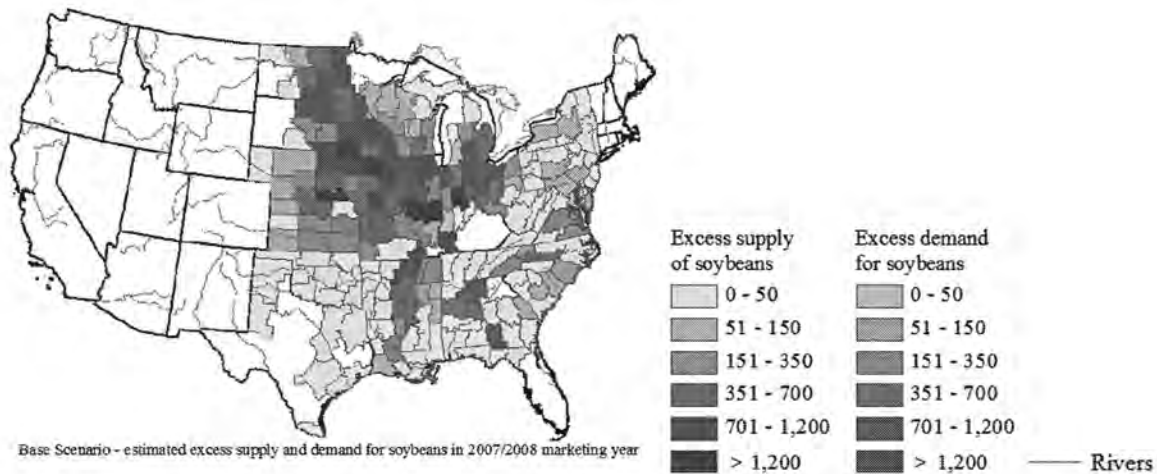 Excess supply
of soybeans
0 - 50
51 - 150
151 - 350
351 - 700
701 - 1,200
> 1,200
Excess demand
for soybeans
0 - 50
51 - 150
151 - 350
351 - 700
701 - 1,200
> 1,200
Rivers
Base Scenario - estimated excess supply and demand for soybeans in 2007/2008 marketing year